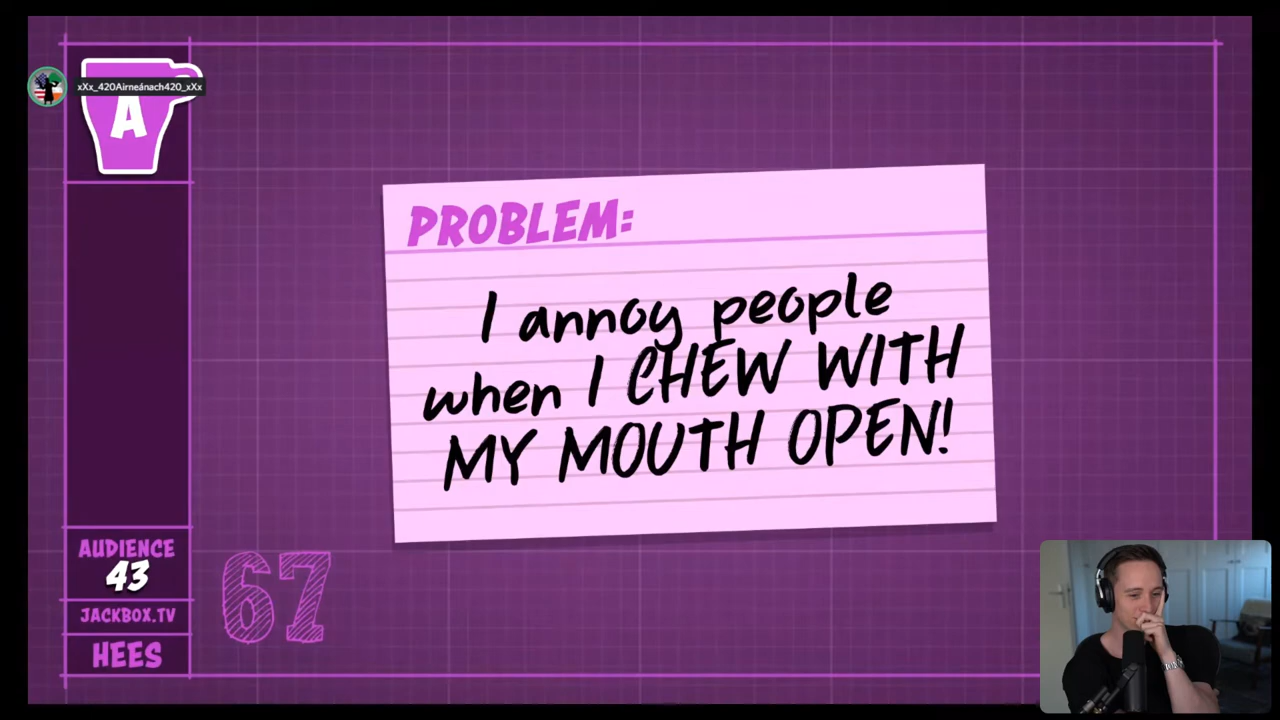 A
xXx_420Airneánach420_xXx
PROBLEM:
I annoy people
when I CHEW WITH
MY MOUTH OPEN!
AUDIENCE
43
JACKBOX.TV
HEES
67